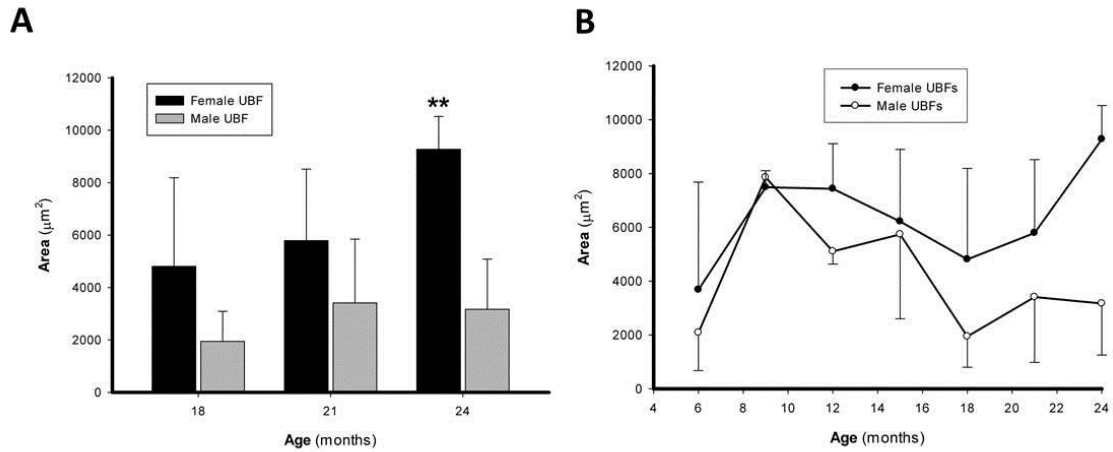 A
12000
10000
8000
6000
4000
2000
0
Area (μm²)
Female UBF
Male UBF
**
18 21 24
Age (months)
B
12000
10000
8000
6000
4000
2000
0
Area (μm²)
Female UBFs
Male UBFs
4 6 8 10 12 14 16 18 20 22 24
Age (months)